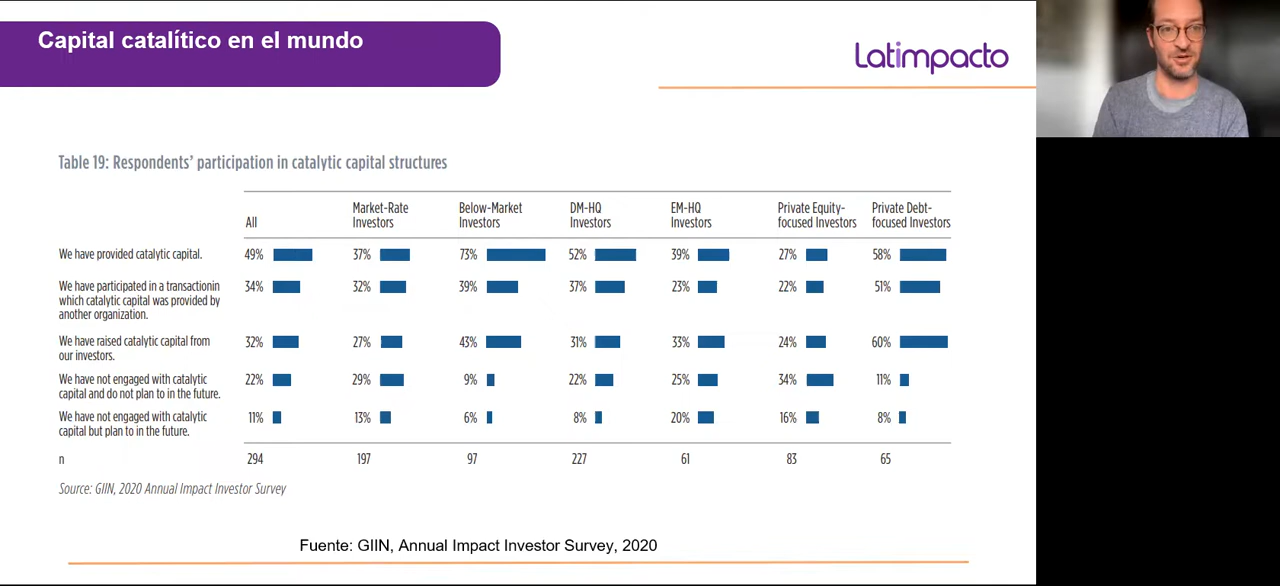 Capital catalítico en el mundo
Latimpacto
Table 19: Respondents' participation in catalytic capital structures
All
Market-Rate
Investors
Below-Market
Investors
DM-HQ
Investors
EM-HQ
Investors
Private Equity-
focused Investors
Private Debt-
focused Investors
We have provided catalytic capital. 49% 37% 73% 52% 39% 27% 58%
We have participated in a transactionin 34% 32% 39% 37% 23% 22% 51%
which catalytic capital was provided by
another organization.
We have raised catalytic capital from 32% 27% 43% 31% 33% 24% 60%
our investors.
We have not engaged with catalytic 22% 29% 9% 22% 25% 34% 11%
capital and do not plan to in the future.
We have not engaged with catalytic 11% 13% 6% 8% 20% 16% 8%
capital but plan to in the future.
n 294 197 97 227 61 83 65
Source: GIIN, 2020 Annual Impact Investor Survey
Fuente: GIIN, Annual Impact Investor Survey, 2020